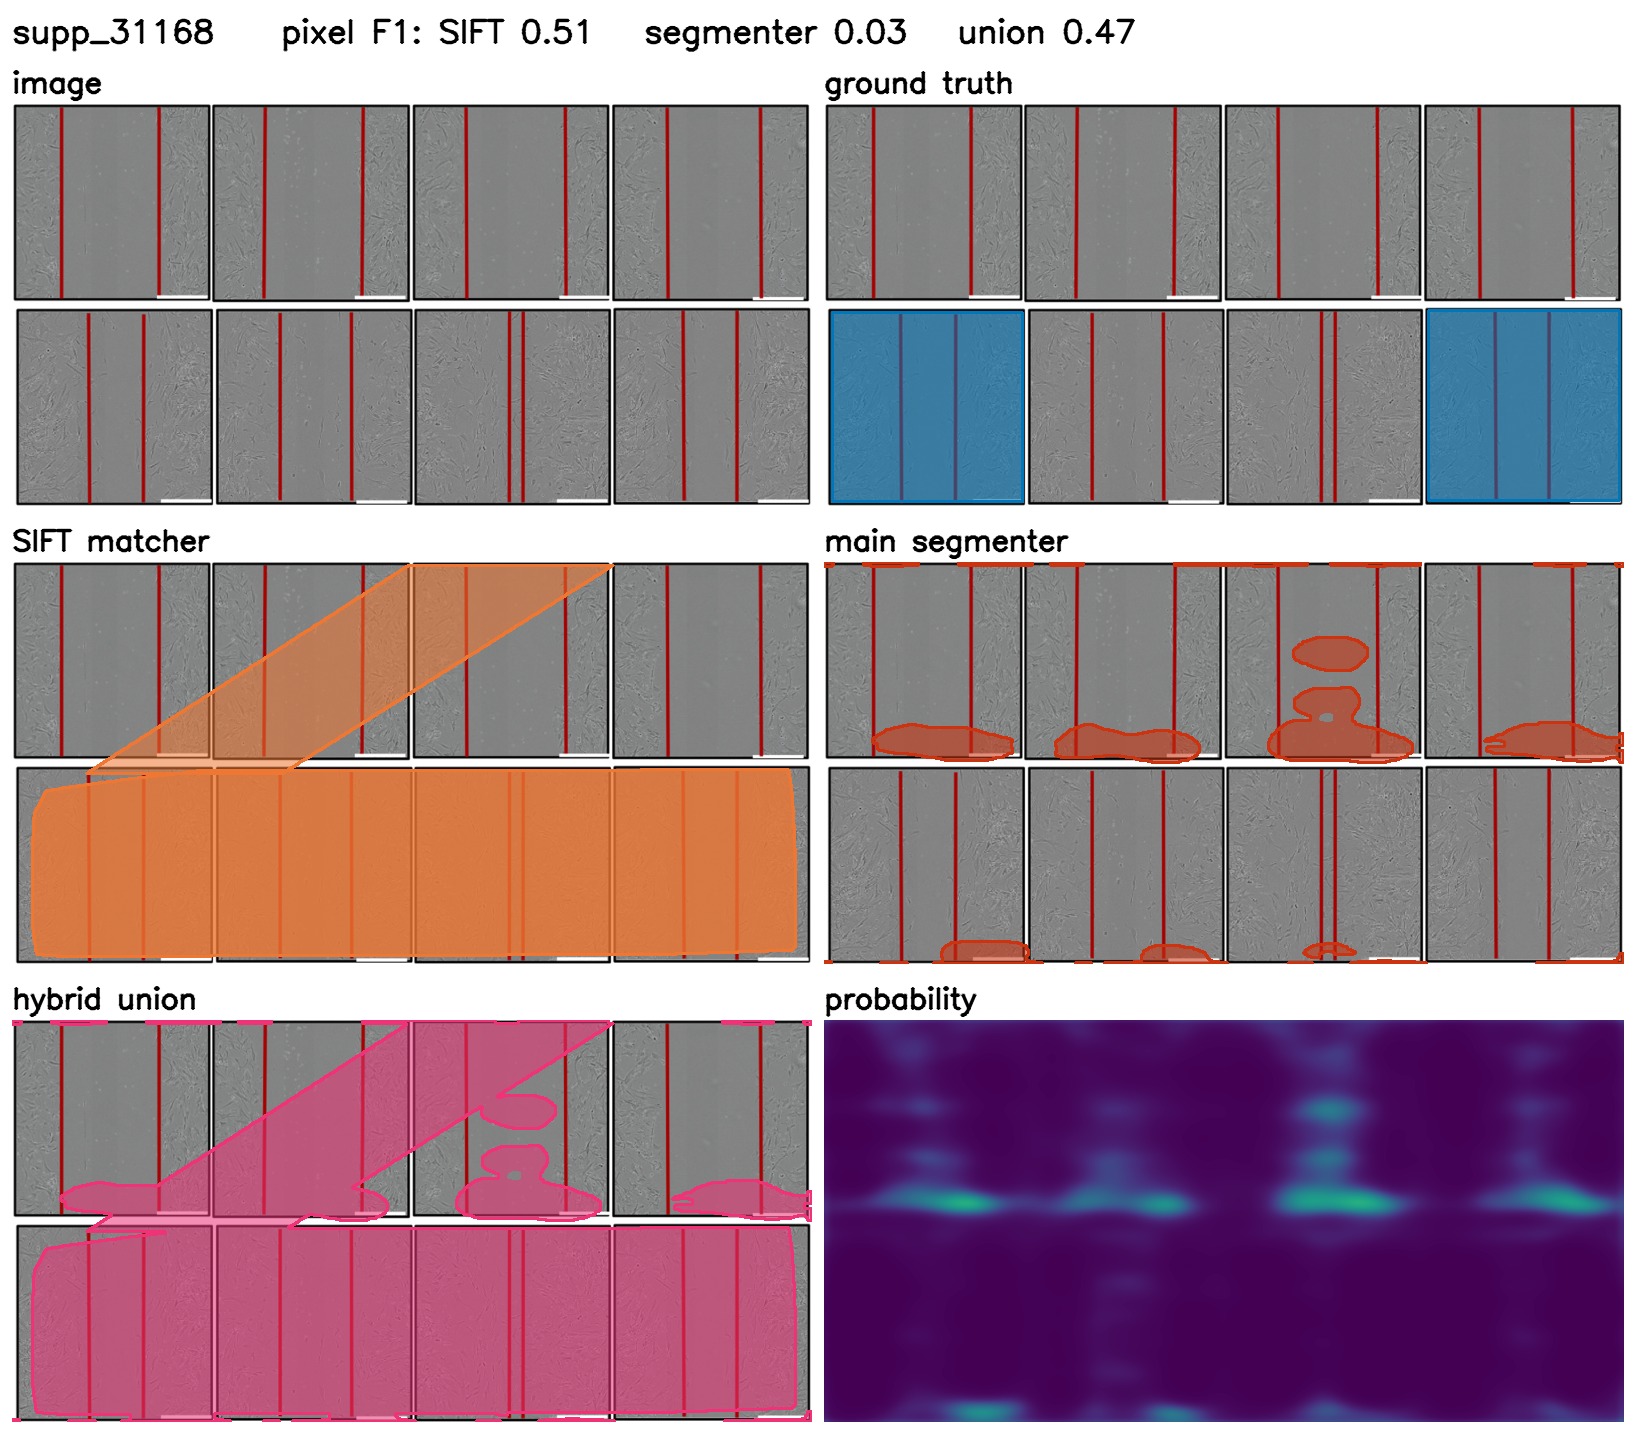 supp_31168 pixel F1: SIFT 0.51 segmenter 0.03 union 0.47
image
ground truth
SIFT matcher
main segmenter
hybrid union
probability